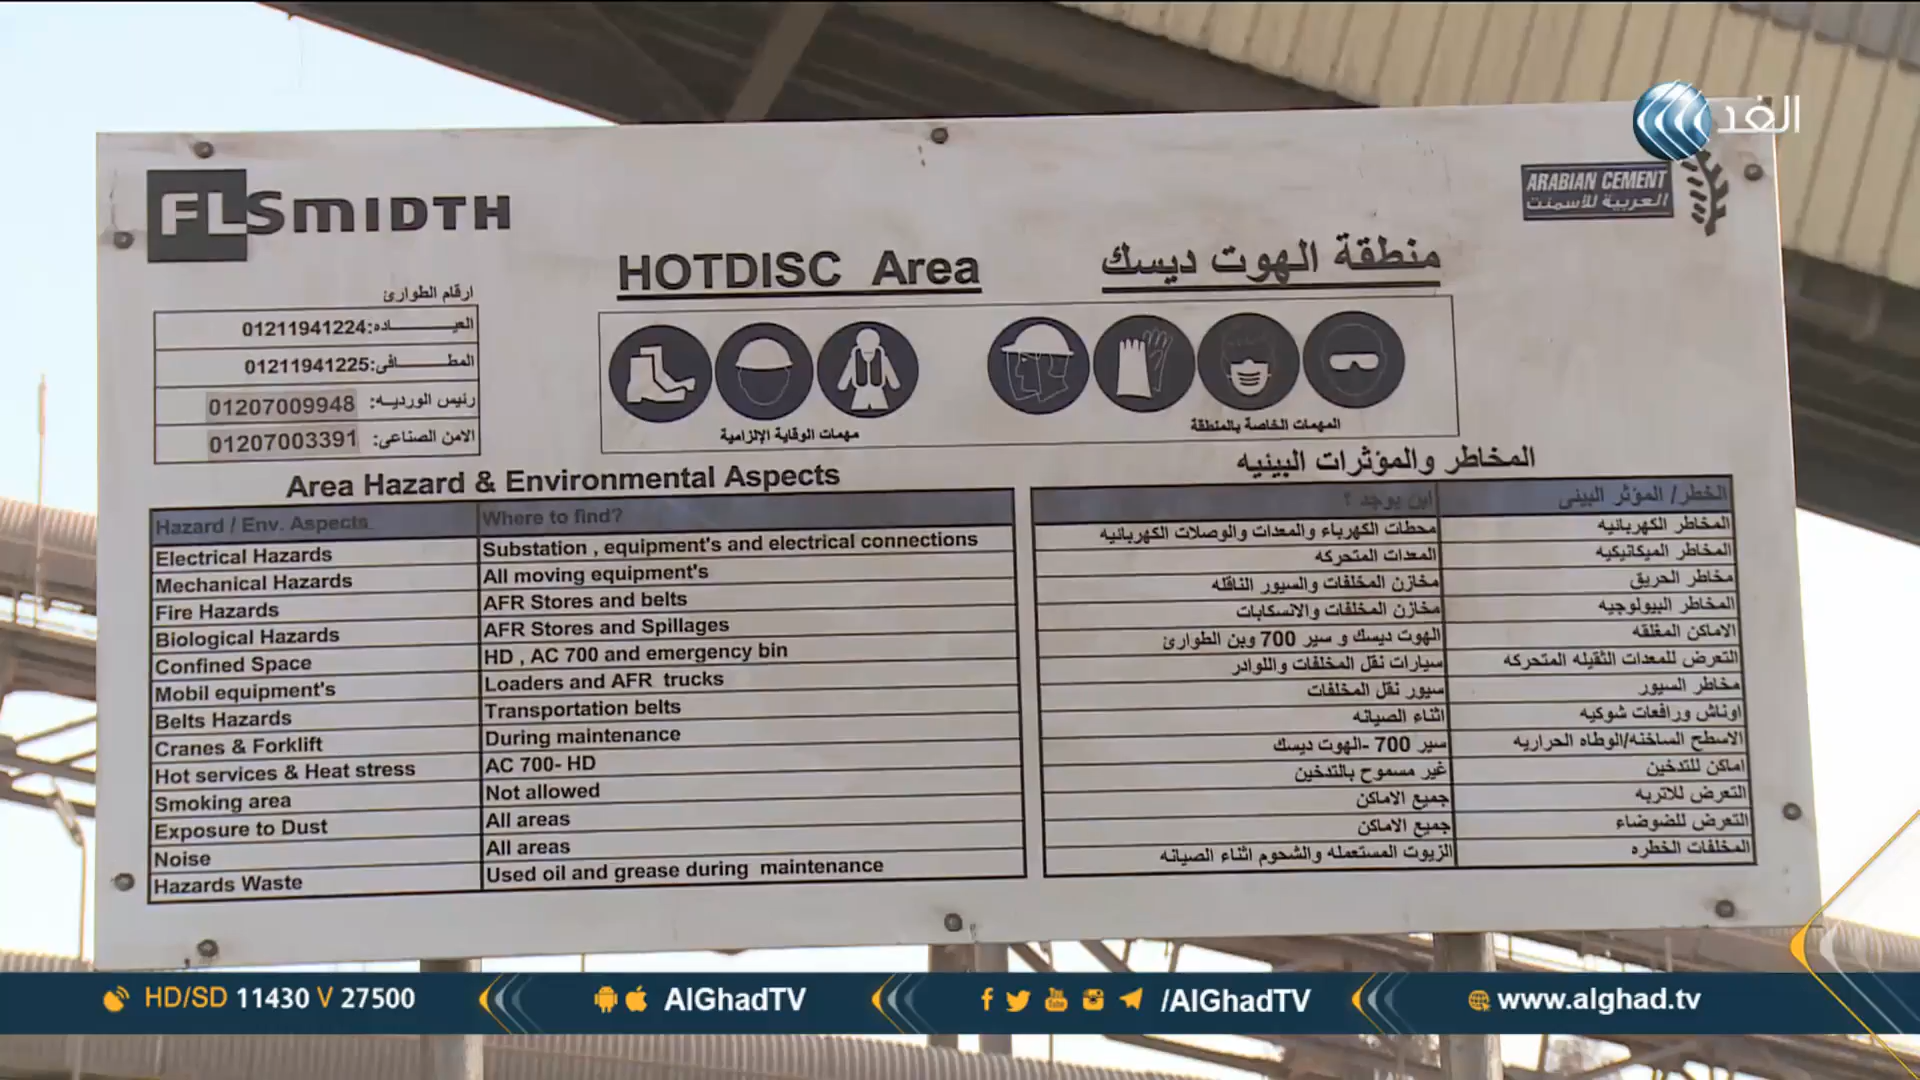 الغد
FLSMIDTH
ARABIAN CEMENT
العربية للأسمنت
HOTDISC Area
منطقة الهوت ديسك
ارقام الطوارئ
العيـــــاده:01211941224
المطـــافى:01211941225
رئيس الورديـه: 01207009948
الامن الصناعى: 01207003391
مهمات الوقاية الإلزامية
المهمات الخاصة بالمنطقة
Area Hazard & Environmental Aspects
Hazard / Env. Aspects Where to find?
Electrical Hazards Substation , equipment's and electrical connections
Mechanical Hazards All moving equipment's
Fire Hazards AFR Stores and belts
Biological Hazards AFR Stores and Spillages
Confined Space HD , AC 700 and emergency bin
Mobil equipment's Loaders and AFR trucks
Belts Hazards Transportation belts
Cranes & Forklift During maintenance
Hot services & Heat stress AC 700- HD
Smoking area Not allowed
Exposure to Dust All areas
Noise All areas
Hazards Waste Used oil and grease during maintenance
المخاطر والمؤثرات البيئيه
الخطر/ المؤثر البيئى اين يوجد ؟
المخاطر الكهربائيه محطات الكهرباء والمعدات والوصلات الكهربائيه
المخاطر الميكانيكيه المعدات المتحركه
مخاطر الحريق مخازن المخلفات والسيور الناقله
المخاطر البيولوجيه مخازن المخلفات والانسكابات
الاماكن المغلقه الهوت ديسك و سير 700 وبن الطوارئ
التعرض للمعدات الثقيله المتحركه سيارات نقل المخلفات واللوادر
مخاطر السيور سيور نقل المخلفات
اوناش ورافعات شوكيه اثناء الصيانه
الاسطح الساخنه/الوطاه الحراريه سير 700 -الهوت ديسك
اماكن للتدخين غير مسموح بالتدخين
التعرض للاتربه جميع الاماكن
التعرض للضوضاء جميع الاماكن
المخلفات الخطره الزيوت المستعمله والشحوم اثناء الصيانه
HD/SD 11430 V 27500 AlGhadTV /AlGhadTV www.alghad.tv